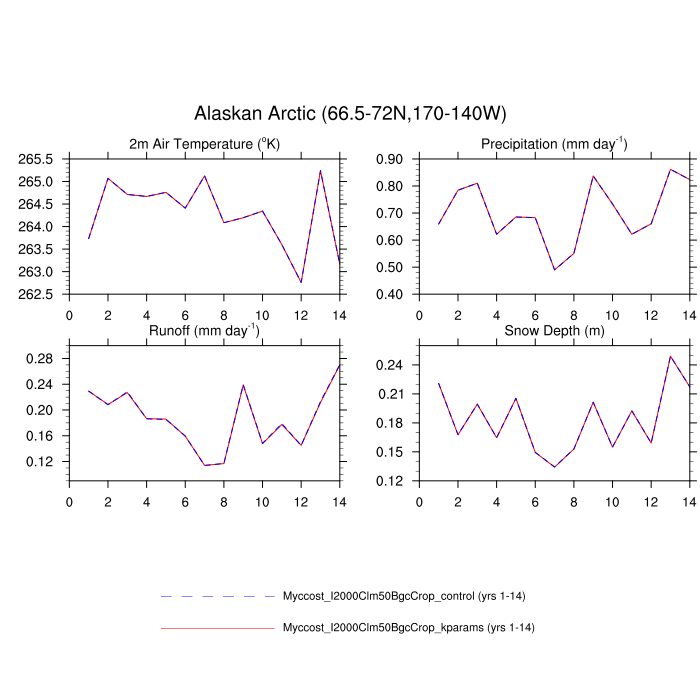 Alaskan Arctic (66.5-72N,170-140W)
2m Air Temperature (°K)
265.5
265.0
264.5
264.0
263.5
263.0
262.5
0 2 4 6 8 10 12 14
Precipitation (mm day⁻¹)
0.90
0.80
0.70
0.60
0.50
0.40
0 2 4 6 8 10 12 14
Runoff (mm day⁻¹)
0.28
0.24
0.20
0.16
0.12
0 2 4 6 8 10 12 14
Snow Depth (m)
0.24
0.21
0.18
0.15
0.12
0 2 4 6 8 10 12 14
Myccost_I2000Clm50BgcCrop_control (yrs 1-14)
Myccost_I2000Clm50BgcCrop_kparams (yrs 1-14)